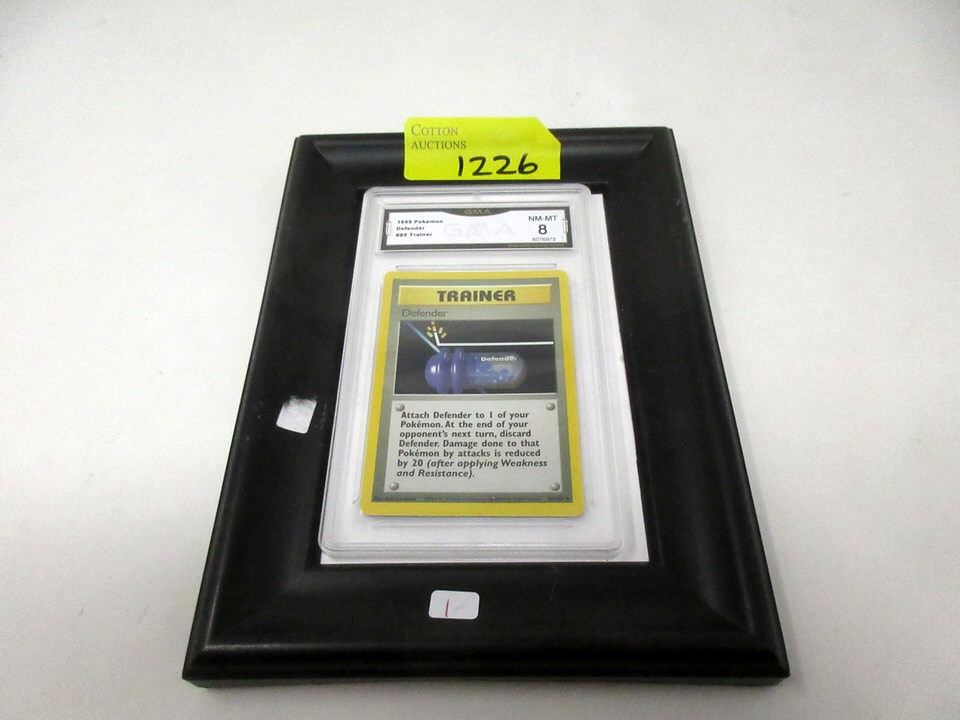 COTTON
AUCTIONS
1226
GMA
1999 Pokemon
Defender
#80 Trainer
GMA
NM-MT
8
TRAINER
Defender
Defender
Attach Defender to 1 of your
Pokémon. At the end of your
opponent's next turn, discard
Defender. Damage done to that
Pokémon by attacks is reduced
by 20 (after applying Weakness
and Resistance).
1